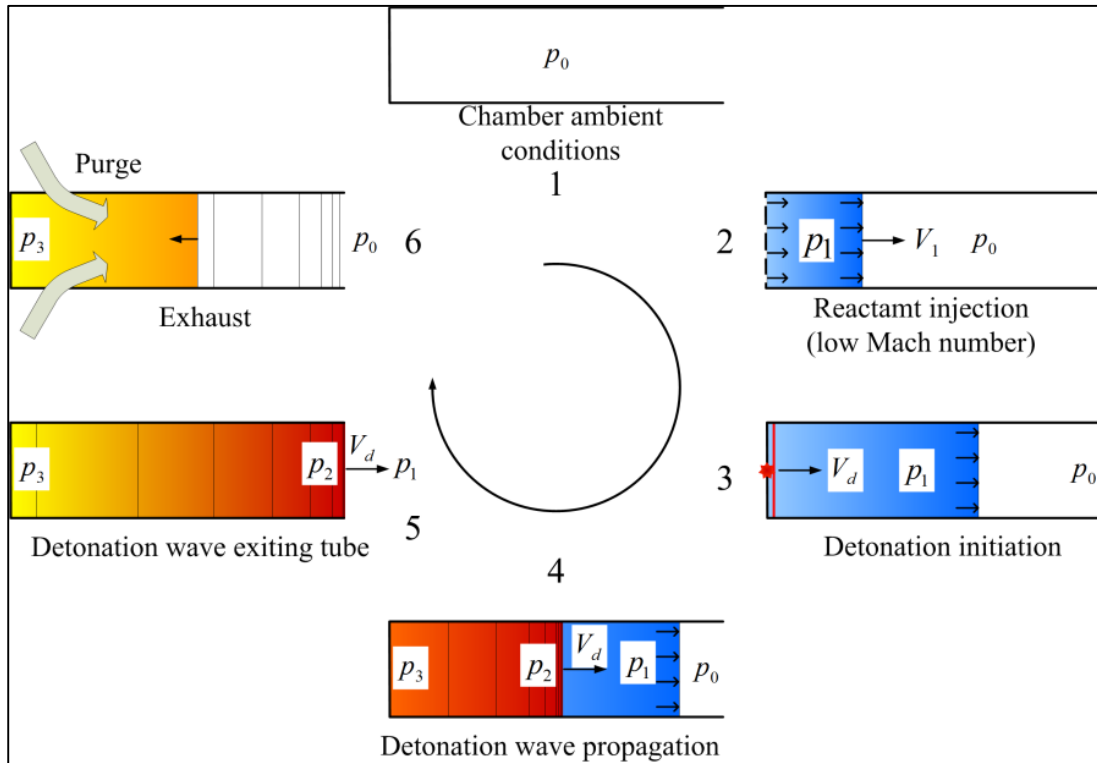 p0
Chamber ambient
conditions
1
2
p1
V1
p0
Reactamt injection
(low Mach number)
3
Vd
p1
p0
Detonation initiation
4
p3
p2
Vd
p1
p0
Detonation wave propagation
5
p3
p2
Vd
p1
Detonation wave exiting tube
6
Purge
p3
p0
Exhaust